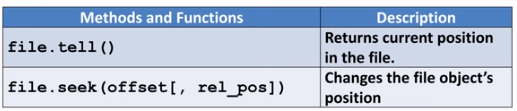 Methods and Functions
Description
file.tell()
Returns current position
in the file.
file.seek(offset[, rel_pos])
Changes the file object's
position